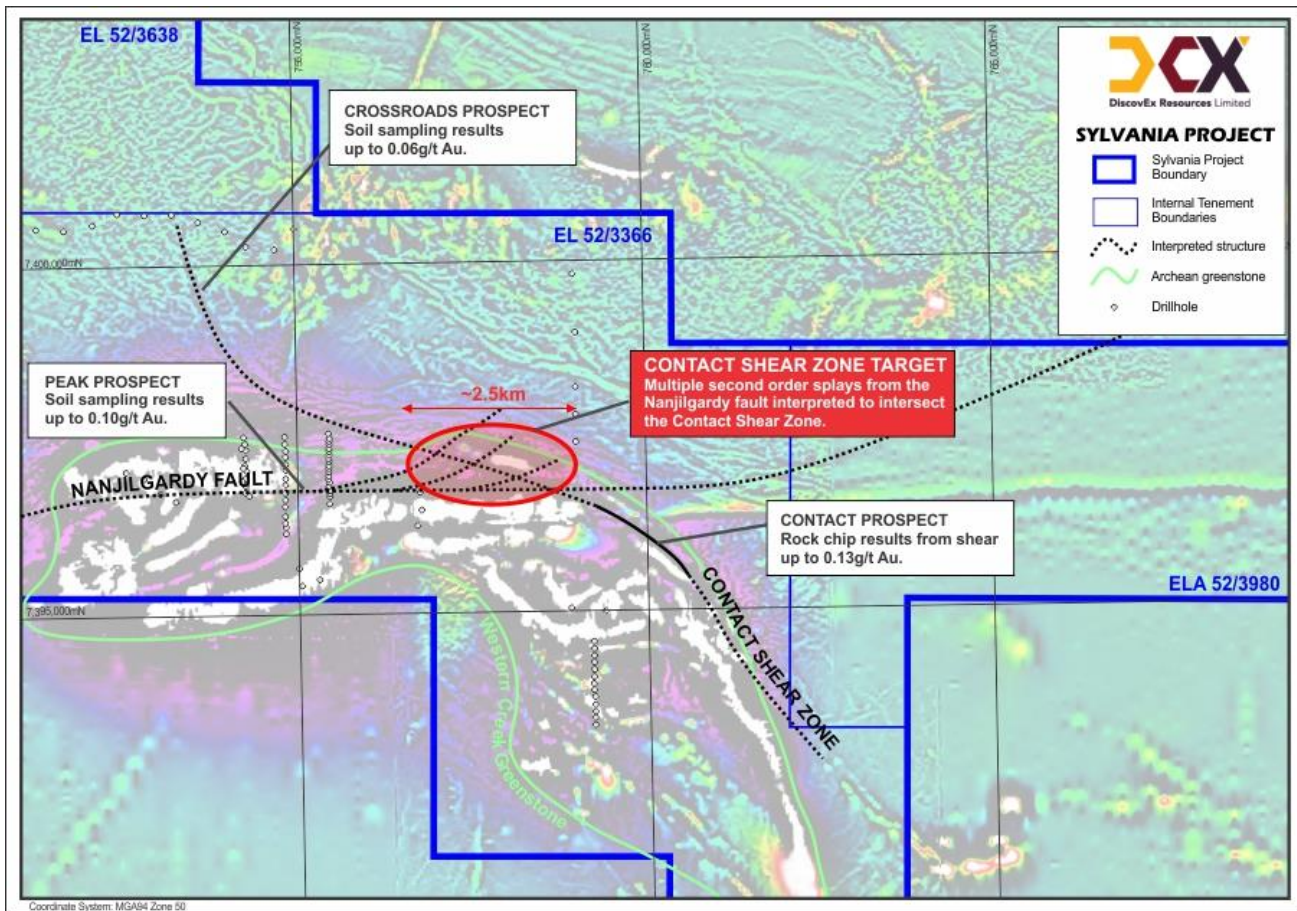 EL 52/3638
755,000mN
760,000mN
765,000mN
DCX
DiscovEx Resources Limited
SYLVANIA PROJECT
Sylvania Project
Boundary
Internal Tenement
Boundaries
Interpreted structure
Archean greenstone
Drillhole
CROSSROADS PROSPECT
Soil sampling results
up to 0.06g/t Au.
EL 52/3366
7,400,000mN
PEAK PROSPECT
Soil sampling results
up to 0.10g/t Au.
~2.5km
CONTACT SHEAR ZONE TARGET
Multiple second order splays from the
Nanjilgardy fault interpreted to intersect
the Contact Shear Zone.
NANJILGARDY FAULT
CONTACT PROSPECT
Rock chip results from shear
up to 0.13g/t Au.
ELA 52/3980
7,395,000mN
CONTACT SHEAR ZONE
Western Creek Greenstone
Coordinate System: MGA94 Zone 50